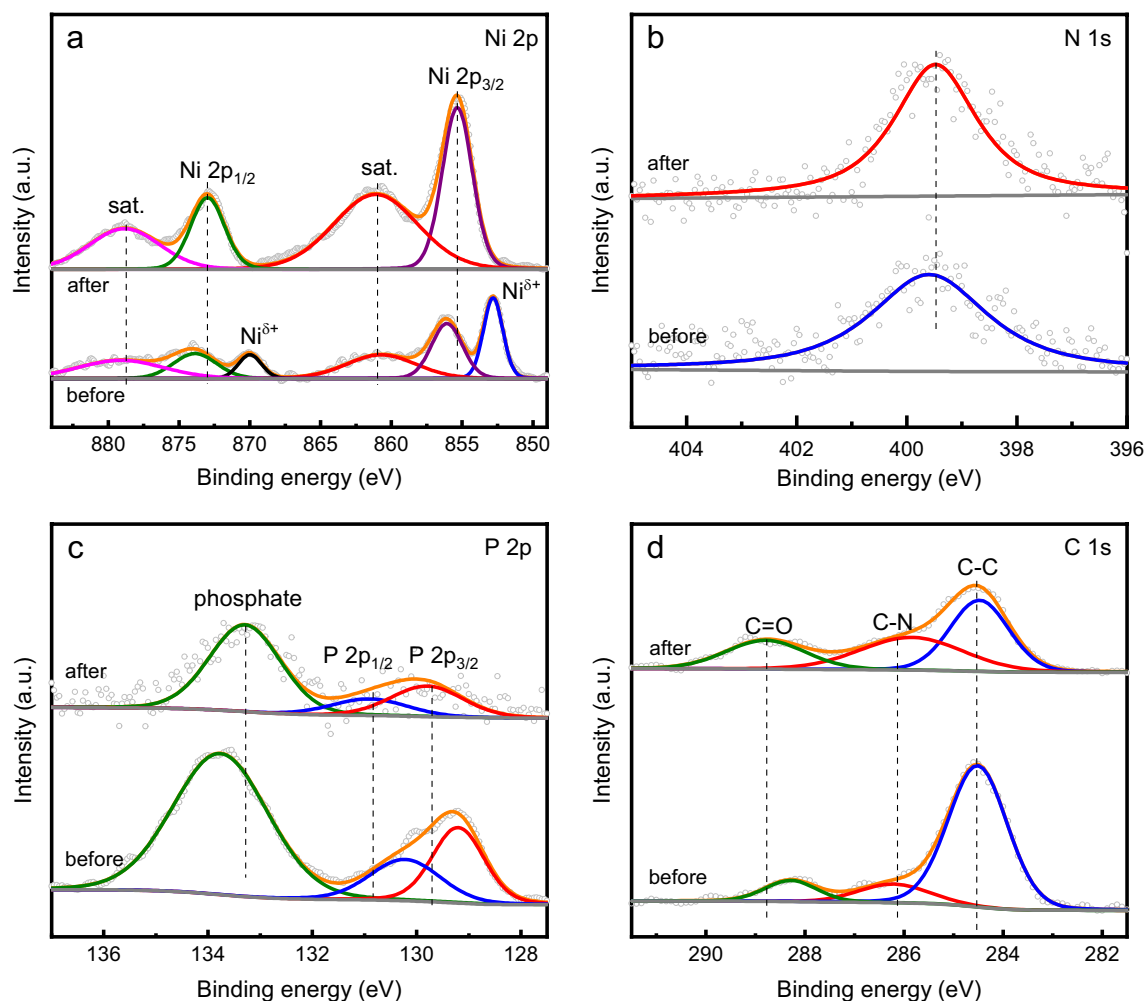 a
Ni 2p
Ni 2p3/2
Ni 2p1/2
sat.
sat.
after
Niδ+
Niδ+
before
Intensity (a.u.)
880 875 870 865 860 855 850
Binding energy (eV)
b
N 1s
after
before
Intensity (a.u.)
404 402 400 398 396
Binding energy (eV)
c
P 2p
phosphate
P 2p1/2 P 2p3/2
after
before
Intensity (a.u.)
136 134 132 130 128
Binding energy (eV)
d
C 1s
C-C
C=O
C-N
after
before
Intensity (a.u.)
290 288 286 284 282
Binding energy (eV)